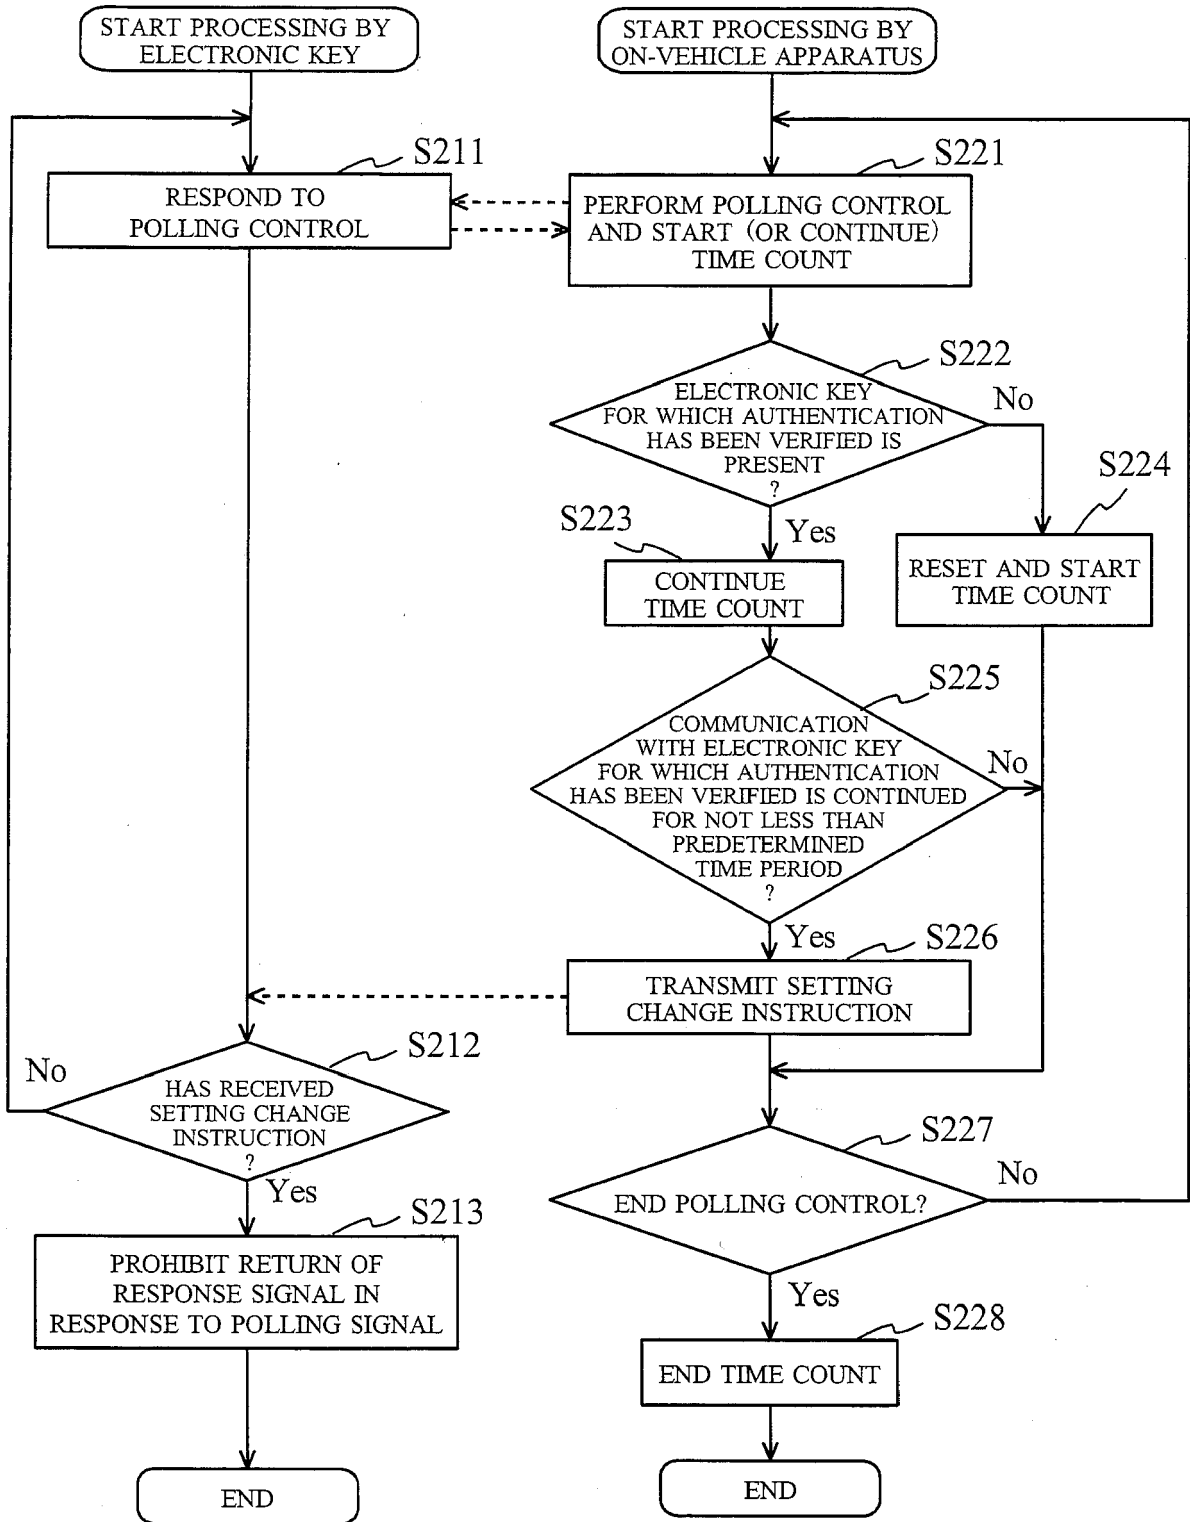 START PROCESSING BY
ELECTRONIC KEY
START PROCESSING BY
ON-VEHICLE APPARATUS
S211
RESPOND TO
POLLING CONTROL
S221
PERFORM POLLING CONTROL
AND START (OR CONTINUE)
TIME COUNT
S222
ELECTRONIC KEY
FOR WHICH AUTHENTICATION
HAS BEEN VERIFIED IS
PRESENT
?
No
Yes
S223
CONTINUE
TIME COUNT
S224
RESET AND START
TIME COUNT
S225
COMMUNICATION
WITH ELECTRONIC KEY
FOR WHICH AUTHENTICATION
HAS BEEN VERIFIED IS CONTINUED
FOR NOT LESS THAN
PREDETERMINED
TIME PERIOD
?
No
Yes
S226
TRANSMIT SETTING
CHANGE INSTRUCTION
S212
No
HAS RECEIVED
SETTING CHANGE
INSTRUCTION
?
Yes
S213
PROHIBIT RETURN OF
RESPONSE SIGNAL IN
RESPONSE TO POLLING SIGNAL
END
S227
END POLLING CONTROL?
No
Yes
S228
END TIME COUNT
END